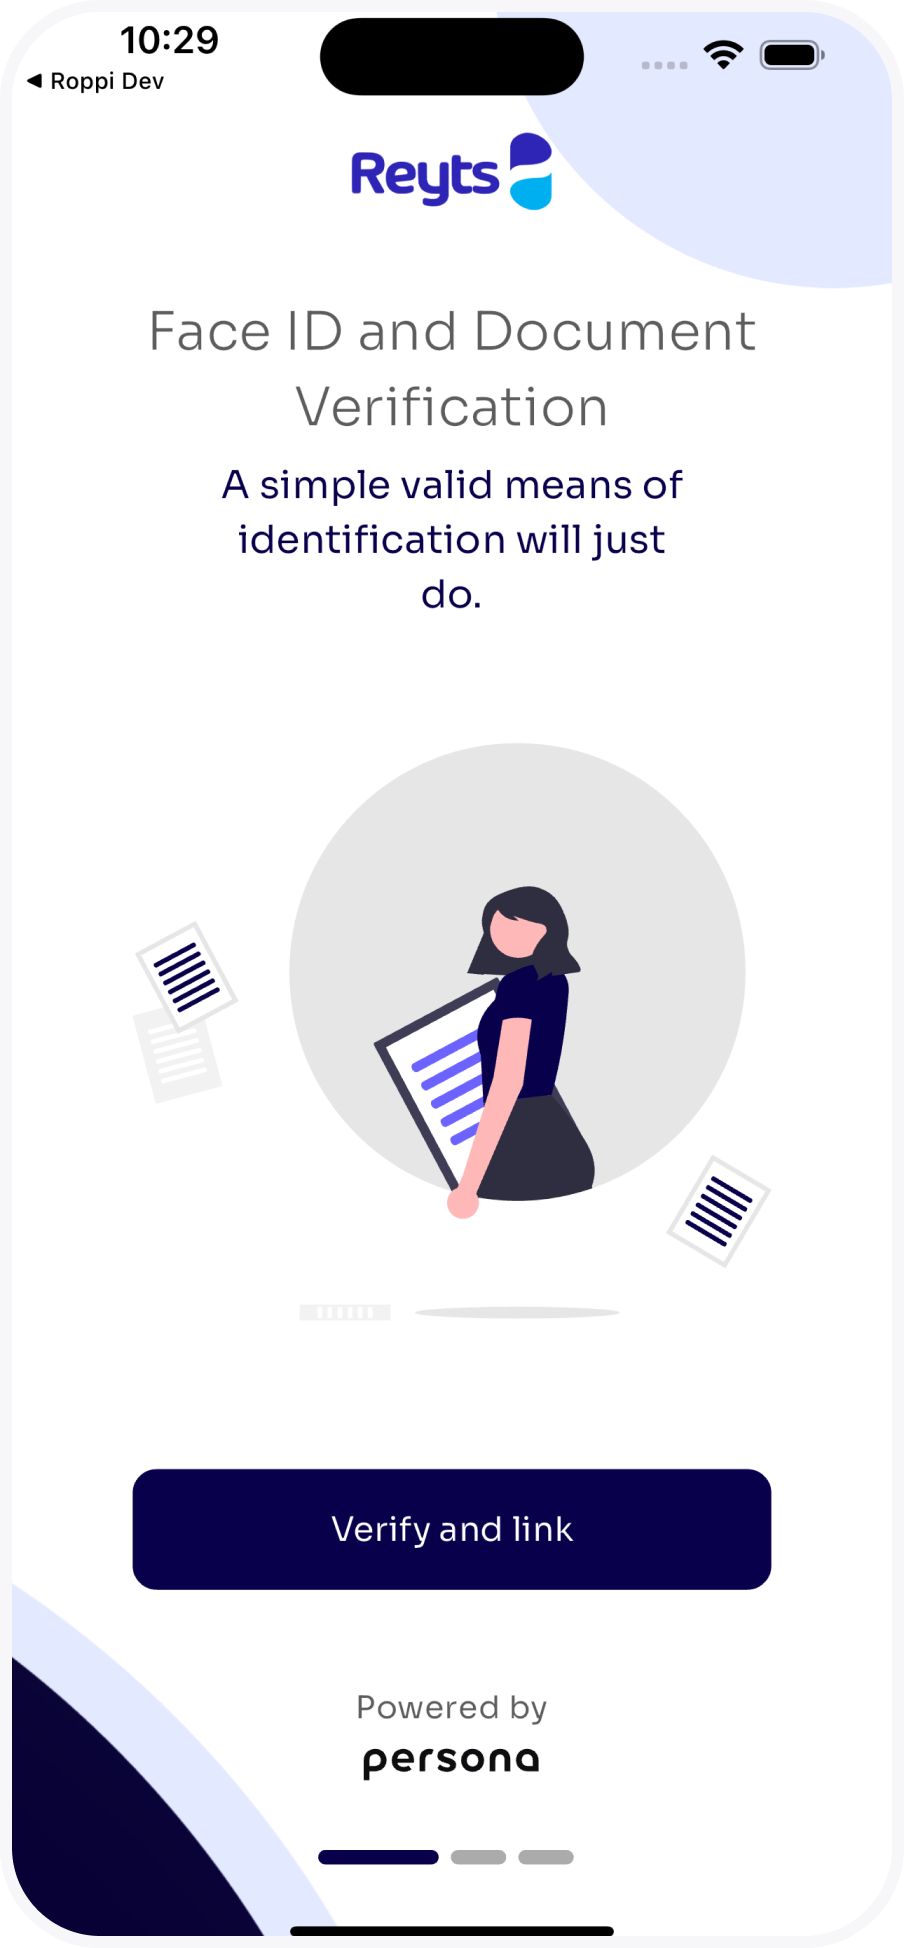 10:29
◀ Roppi Dev
Reyts
Face ID and Document
Verification
A simple valid means of
identification will just
do.
Verify and link
Powered by
persona